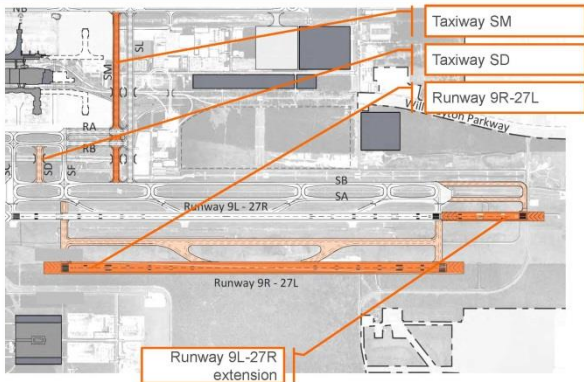 NB
SL
SM
Taxiway SM
Taxiway SD
Runway 9R-27L
RA
RB
SD
SF
SB
SA
Runway 9L - 27R
Runway 9R - 27L
Runway 9L-27R
extension